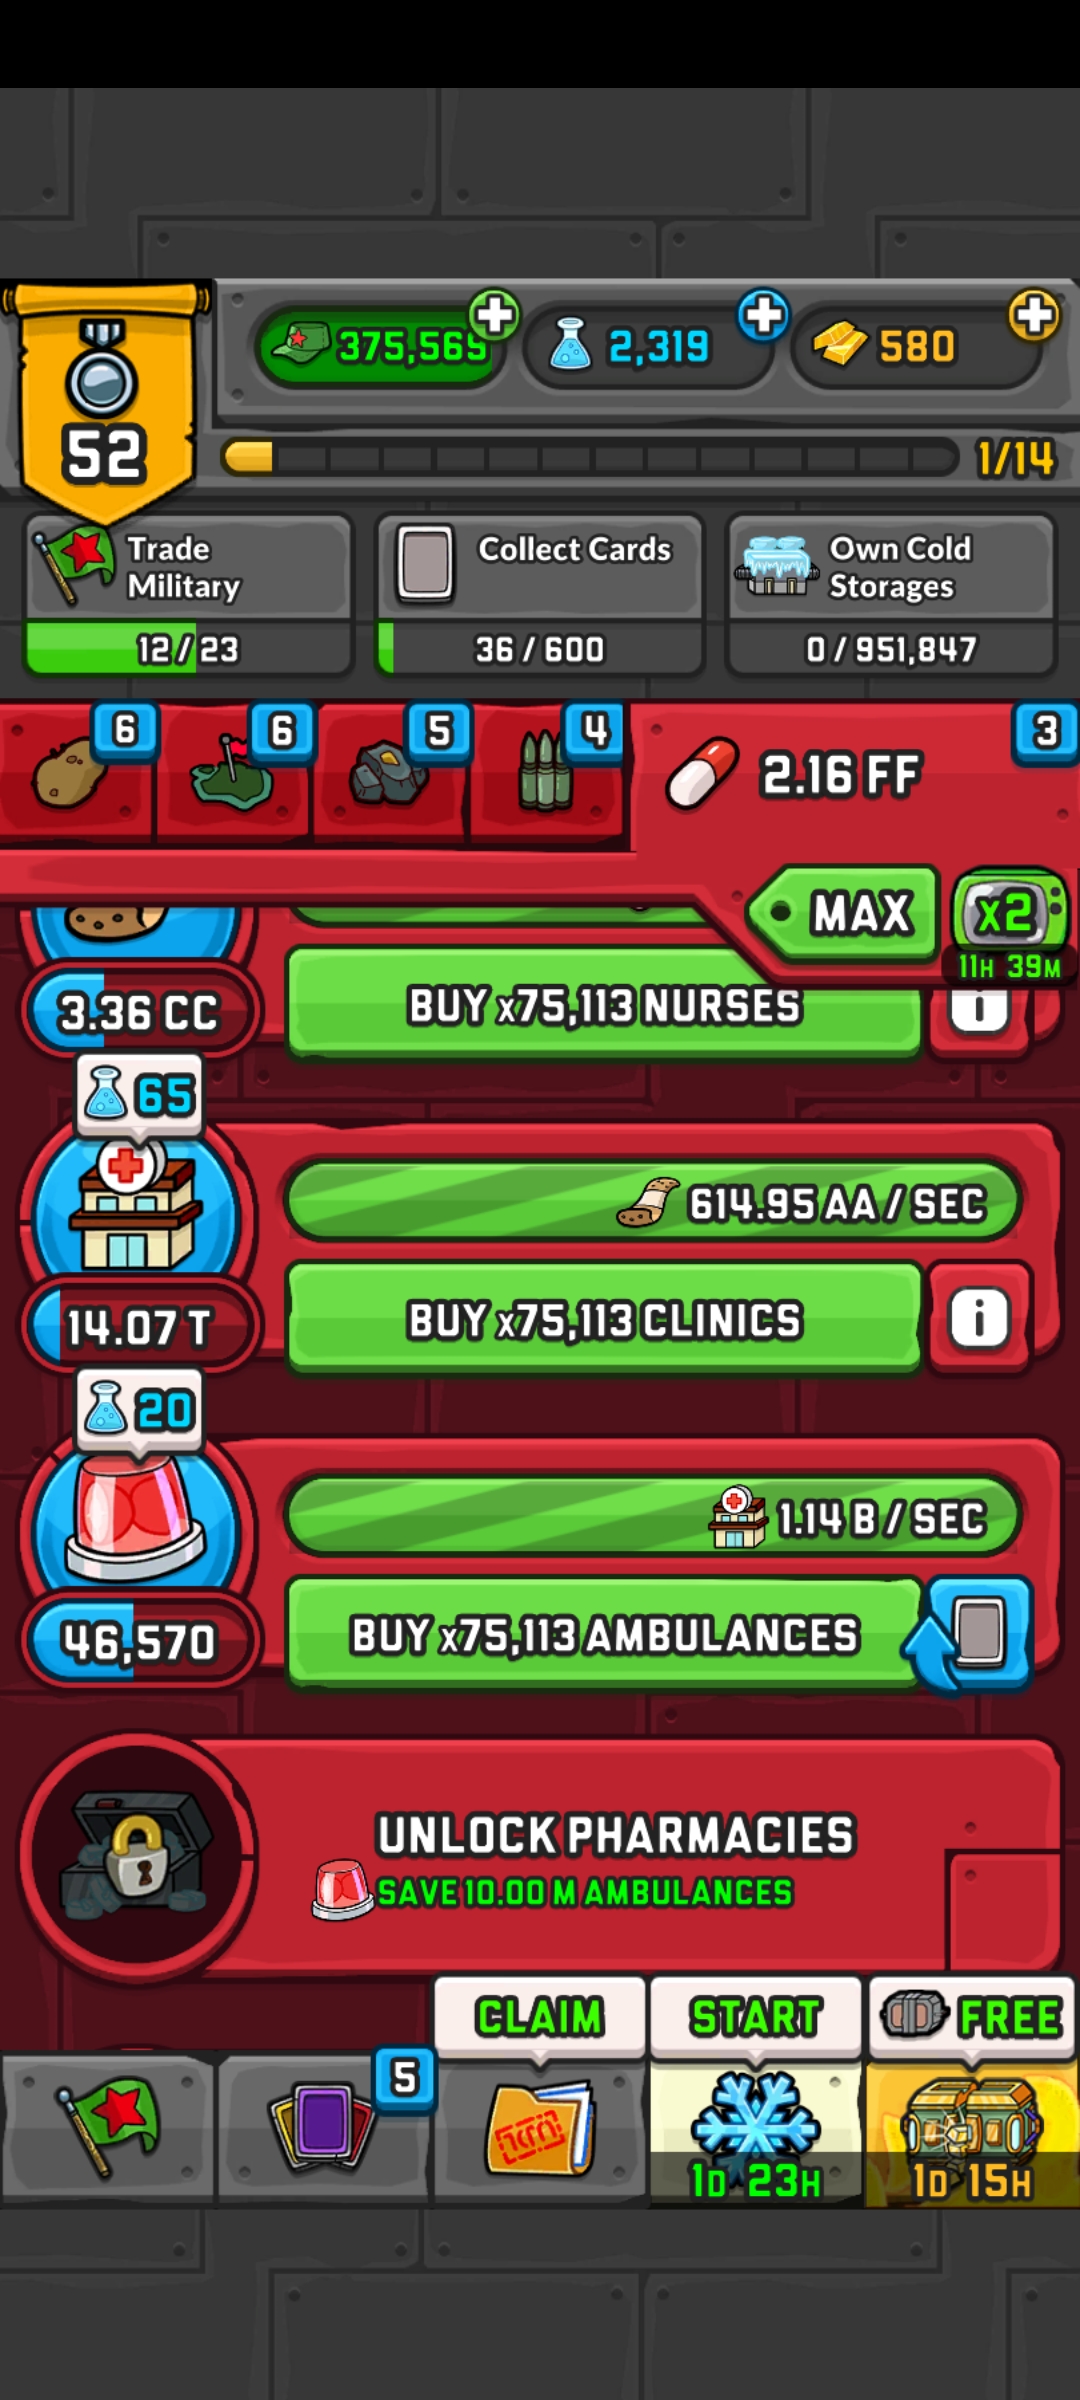 375,569
2,319
580
52
1/14
Trade
Military
12 / 23
Collect Cards
36 / 600
Own Cold
Storages
0 / 951,847
6
6
5
4
2.16 FF
3
MAX
x2
11H 39M
3.36 CC
BUY x75,113 NURSES
i
65
614.95 AA / SEC
14.07 T
BUY x75,113 CLINICS
i
20
1.14 B / SEC
46,570
BUY x75,113 AMBULANCES
UNLOCK PHARMACIES
SAVE 10.00 M AMBULANCES
CLAIM
START
FREE
5
1D 23H
1D 15H